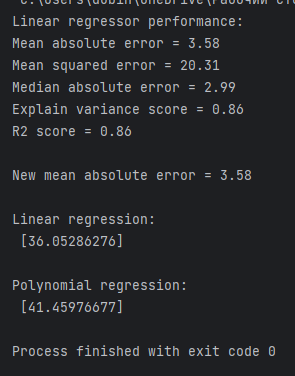 Linear regressor performance:
Mean absolute error = 3.58
Mean squared error = 20.31
Median absolute error = 2.99
Explain variance score = 0.86
R2 score = 0.86
New mean absolute error = 3.58
Linear regression:
[36.05286276]
Polynomial regression:
[41.45976677]
Process finished with exit code 0